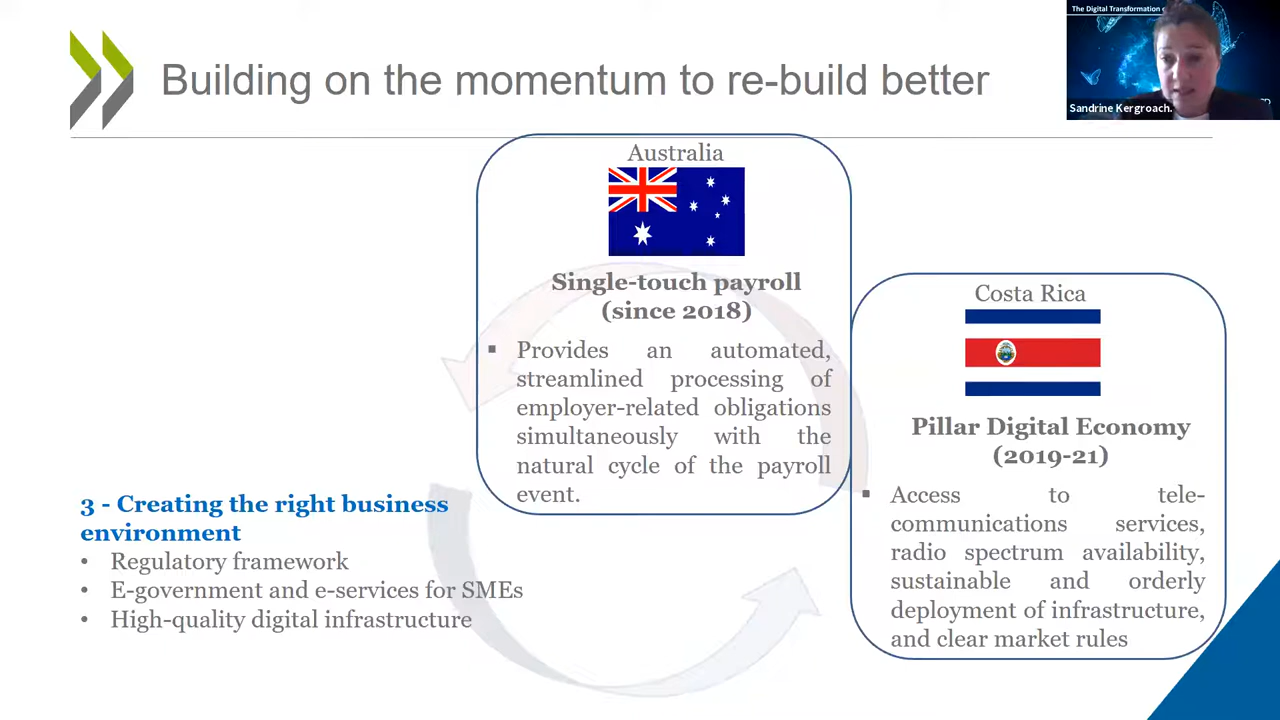 The Digital Transformation
Building on the momentum to re-build better
Sandrine Kergroach.
Australia
Single-touch payroll
(since 2018)
▪ Provides an automated,
streamlined processing of
employer-related obligations
simultaneously with the
natural cycle of the payroll
event.
Costa Rica
Pillar Digital Economy
(2019-21)
▪ Access to tele-
communications services,
radio spectrum availability,
sustainable and orderly
deployment of infrastructure,
and clear market rules
3 - Creating the right business
environment
• Regulatory framework
• E-government and e-services for SMEs
• High-quality digital infrastructure